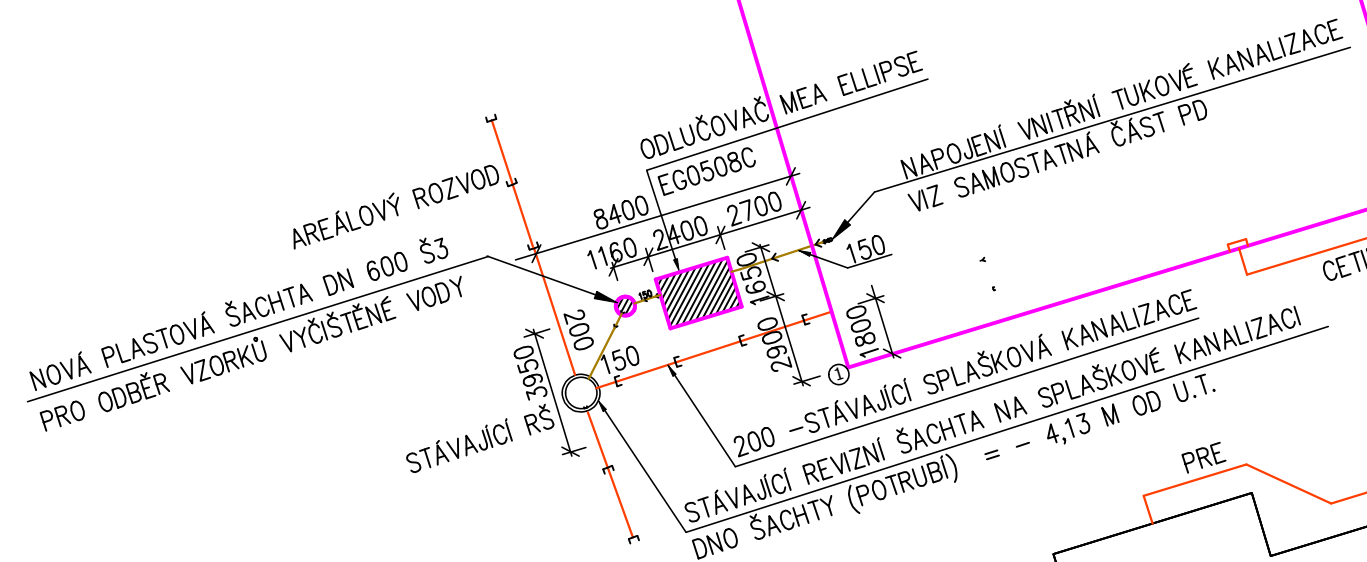 ODLUČOVAČ MEA ELLIPSE
EG0508C
NAPOJENÍ VNITŘNÍ TUKOVÉ KANALIZACE
VIZ SAMOSTATNÁ ČÁST PD
AREÁLOVÝ ROZVOD
8400
1160
2400
2700
150
150
1650
2900
1800
NOVÁ PLASTOVÁ ŠACHTA DN 600 Š3
PRO ODBĚR VZORKŮ VYČIŠTĚNÉ VODY
200
150
3950
STÁVAJÍCÍ RŠ
1
CETI
200 –STÁVAJÍCÍ SPLAŠKOVÁ KANALIZACE
STÁVAJÍCÍ REVIZNÍ ŠACHTA NA SPLAŠKOVÉ KANALIZACI
DNO ŠACHTY (POTRUBÍ) = – 4,13 M OD U.T.
PRE